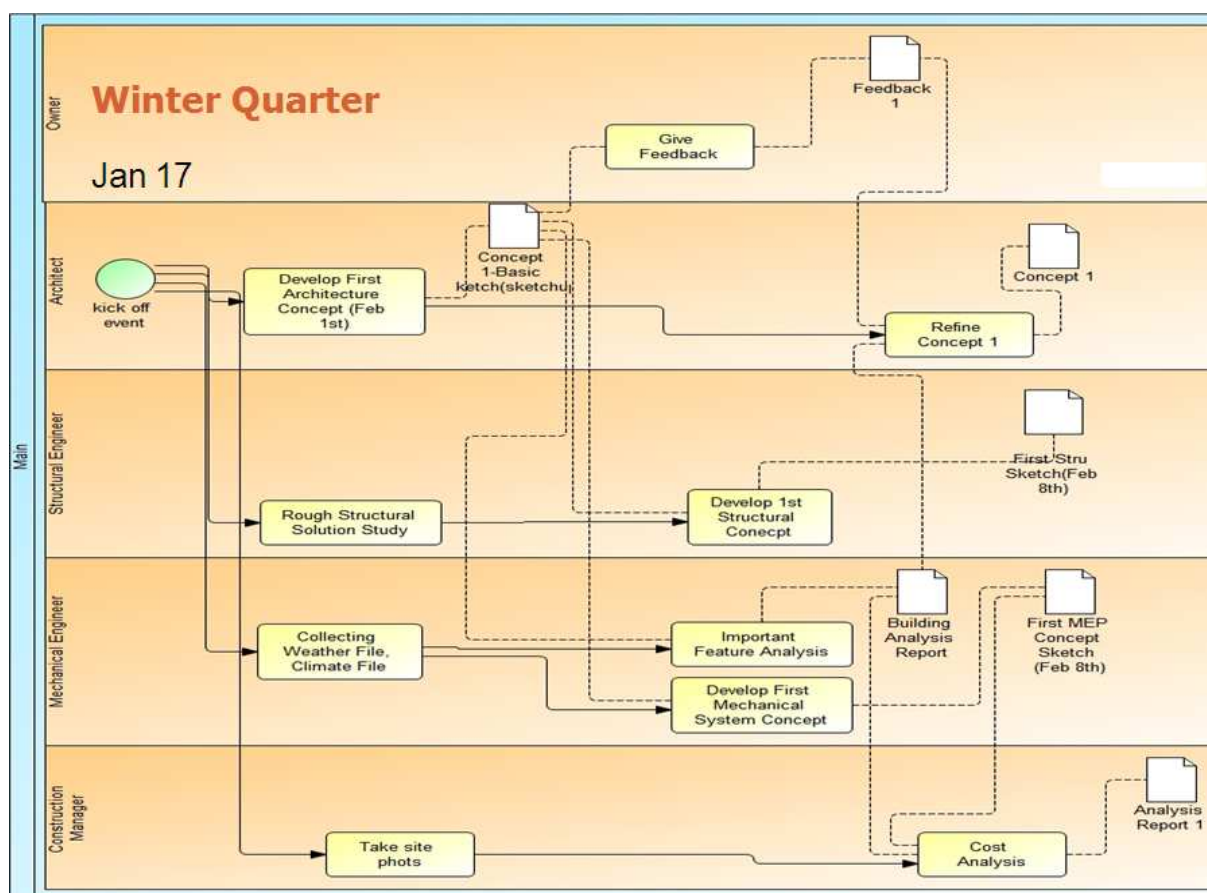 Main
Owner
Winter Quarter
Jan 17
Give
Feedback
Feedback
1
Architect
kick off
event
Develop First
Architecture
Concept (Feb
1st)
Concept
1-Basic
ketch(sketchu
Refine
Concept 1
Concept 1
Structural Engineer
Rough Structural
Solution Study
Develop 1st
Structural
Conecpt
First Stru
Sketch(Feb
8th)
Mechanical Engineer
Collecting
Weather File,
Climate File
Important
Feature Analysis
Develop First
Mechanical
System Concept
Building
Analysis
Report
First MEP
Concept
Sketch
(Feb 8th)
Construction
Manager
Take site
phots
Cost
Analysis
Analysis
Report 1